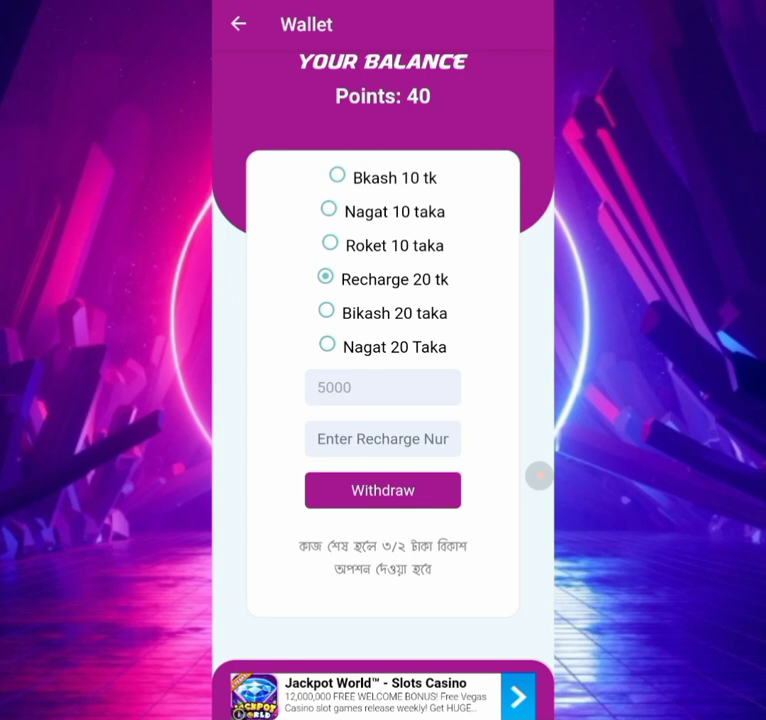 Wallet
YOUR BALANCE
Points: 40
Bkash 10 tk
Nagat 10 taka
Roket 10 taka
Recharge 20 tk
Bikash 20 taka
Nagat 20 Taka
5000
Enter Recharge Nur
Withdraw
কাজ শেষ হলে ৩/২ টাকা বিকাশ
অপশন দেওয়া হবে
Jackpot World™ - Slots Casino
12,000,000 FREE WELCOME BONUS! Free Vegas
Casino slot games release weekly! Get HUGE...
JACKPOT
WORLD